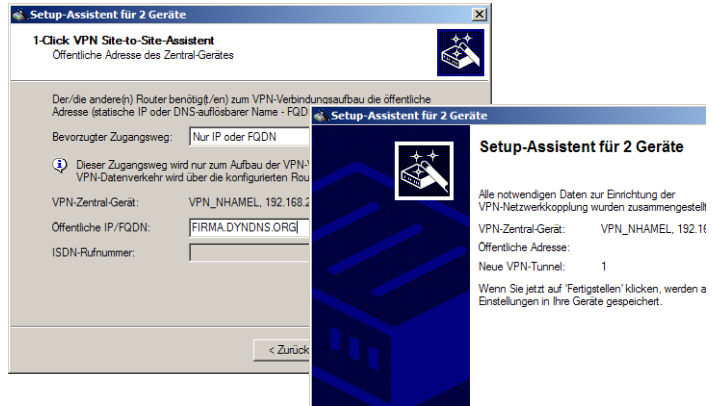 Setup-Assistent für 2 Geräte
1-Click VPN Site-to-Site-Assistent
Öffentliche Adresse des Zentral-Gerätes
Der/die andere(n) Router benötig(t/en) zum VPN-Verbindungsaufbau die öffentliche
Adresse (statische IP oder DNS-auflösbarer Name - FQD
Bevorzugter Zugangsweg: Nur IP oder FQDN
Dieser Zugangsweg wird nur zum Aufbau der VPN-
VPN-Datenverkehr wird über die konfigurierten Rou
VPN-Zentral-Gerät: VPN_NHAMEL, 192.168.2
Öffentliche IP/FQDN: FIRMA.DYNDNS.ORG
ISDN-Rufnummer:
< Zurück
Setup-Assistent für 2 Geräte
Setup-Assistent für 2 Geräte
Alle notwendigen Daten zur Einrichtung der
VPN-Netzwerkkopplung wurden zusammengestellt
VPN-Zentral-Gerät: VPN_NHAMEL, 192.16
Öffentliche Adresse:
Neue VPN-Tunnel: 1
Wenn Sie jetzt auf 'Fertigstellen' klicken, werden a
Einstellungen in Ihre Geräte gespeichert.